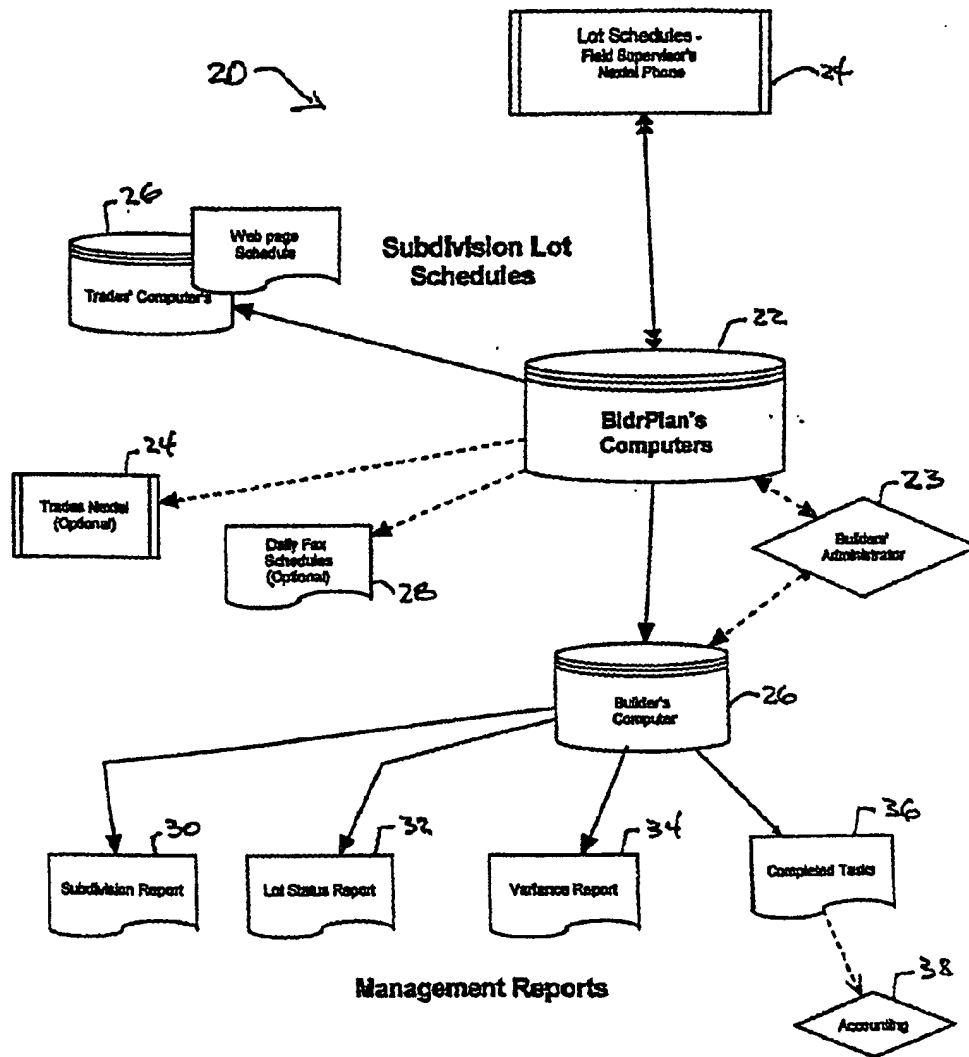 Lot Schedules -
Field Supervisor's
Nextel Phone
24
20
26
Web page
Schedule
Trades' Computer's
Subdivision Lot
Schedules
22
BldrPlan's
Computers
24
Trades Nextel
(Optional)
Daily Fax
Schedules
(Optional)
28
23
Builders'
Administrator
Builder's
Computer
26
30
Subdivision Report
32
Lot Status Report
34
Variance Report
36
Completed Tasks
38
Accounting
Management Reports